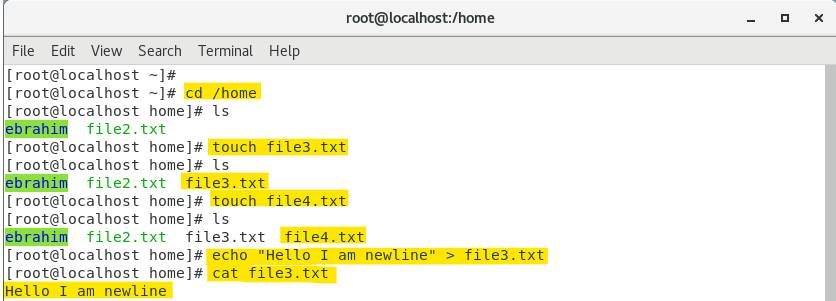 root@localhost:/home
File Edit View Search Terminal Help
[root@localhost ~]#
[root@localhost ~]# cd /home
[root@localhost home]# ls
ebrahim  file2.txt
[root@localhost home]# touch file3.txt
[root@localhost home]# ls
ebrahim  file2.txt  file3.txt
[root@localhost home]# touch file4.txt
[root@localhost home]# ls
ebrahim  file2.txt  file3.txt  file4.txt
[root@localhost home]# echo "Hello I am newline" > file3.txt
[root@localhost home]# cat file3.txt
Hello I am newline